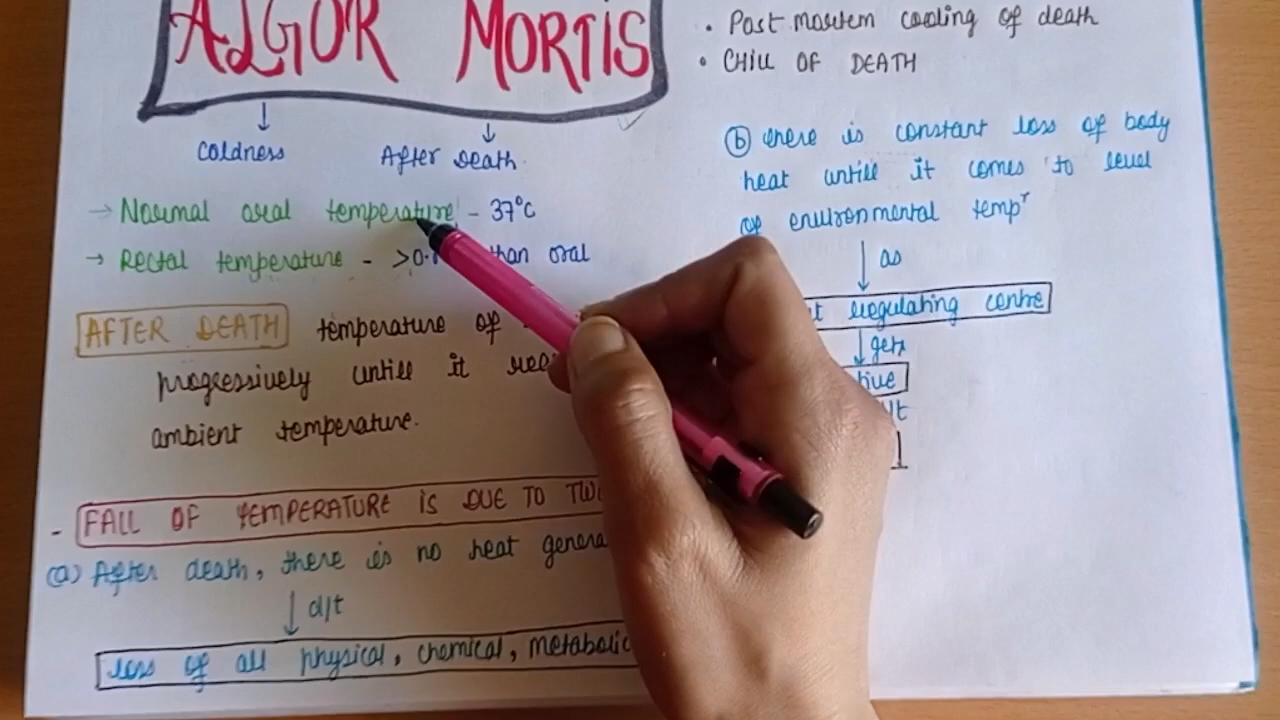 ALGOR MORTIS
Coldness
After Death.
→ Normal oral temperature - 37°c
→ Rectal temperature - >0. than oral
AFTER DEATH temperature of
progressively untill it
ambient temperature.
- FALL OF TEMPERATURE IS DUE TO
(a) After death, there is no heat
d/t
loss of all physical, chemical, metabolic
• Post mortem cooling of death
• CHILL OF DEATH
(b) there is constant loss of body
heat untill it comes to level
of environmental tempr
as
regulating centre
gets